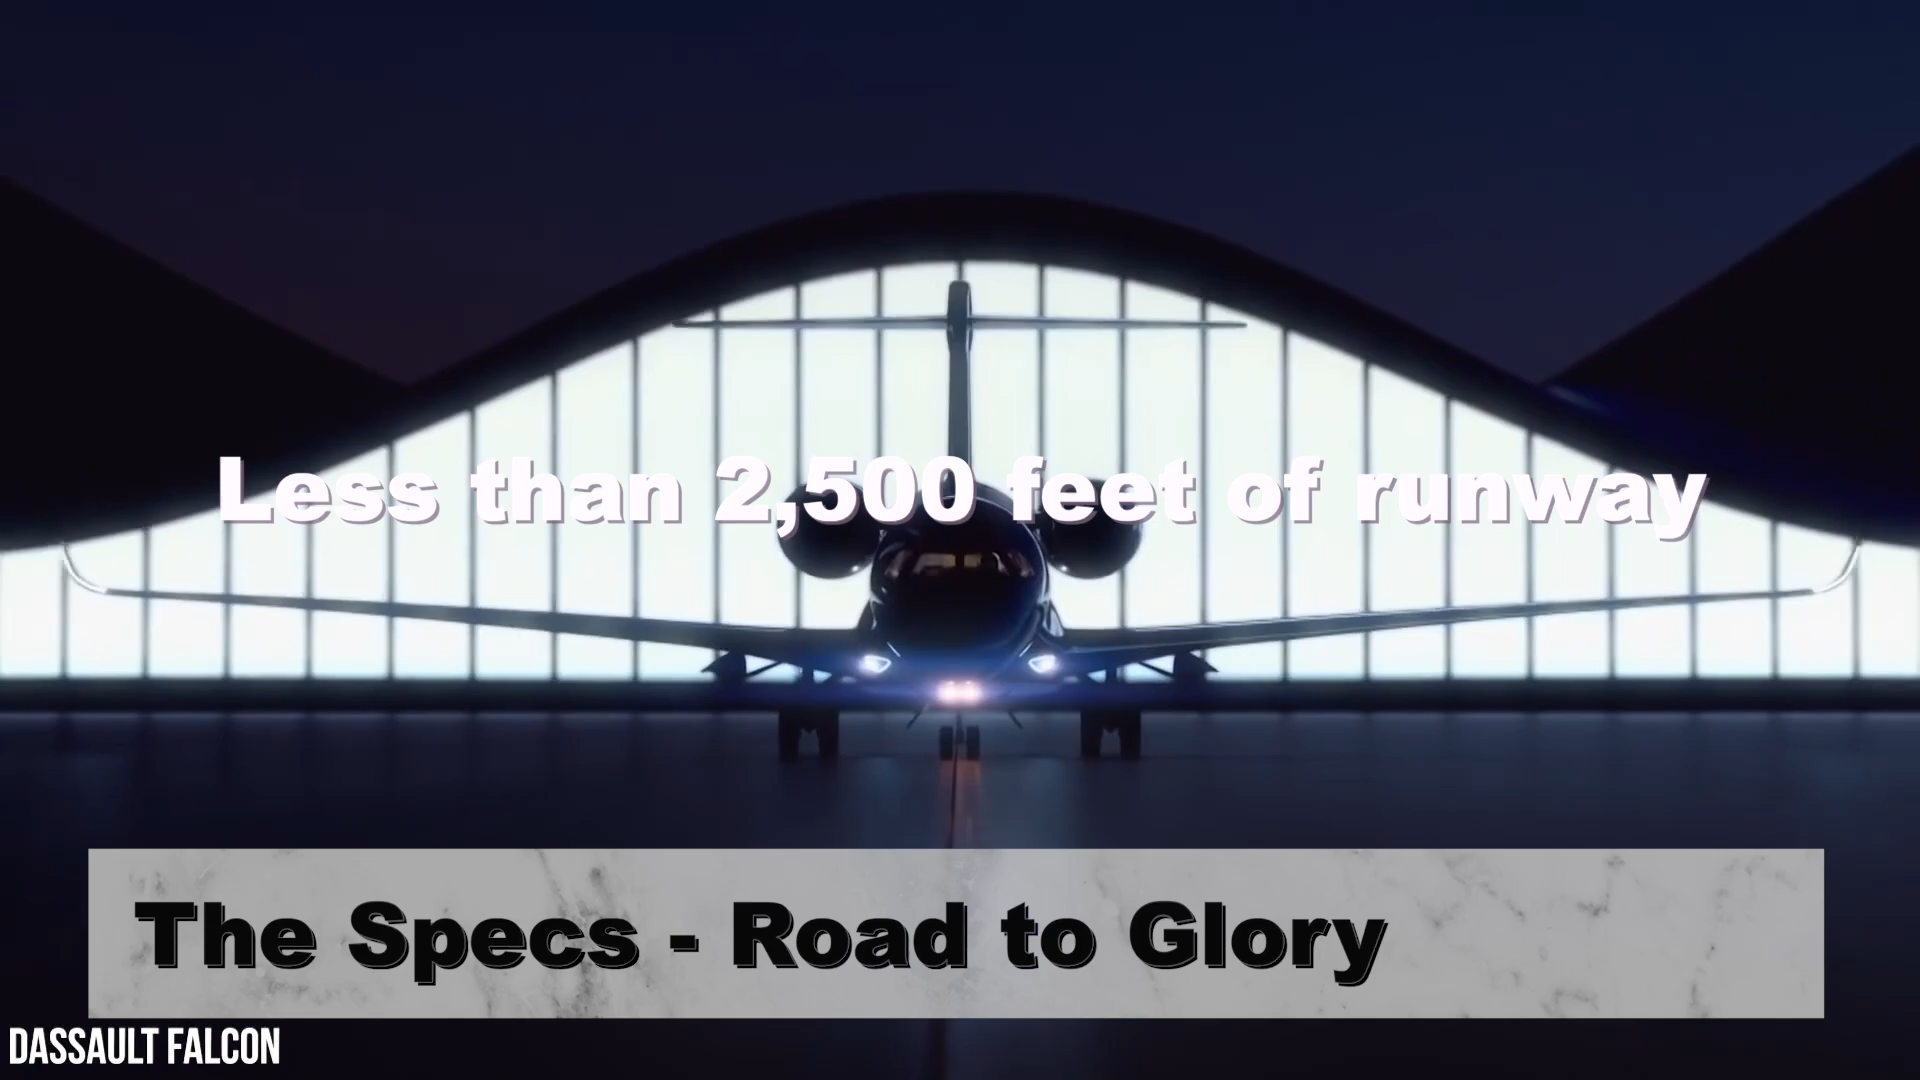 Less than 2,500 feet of runway
The Specs - Road to Glory
DASSAULT FALCON